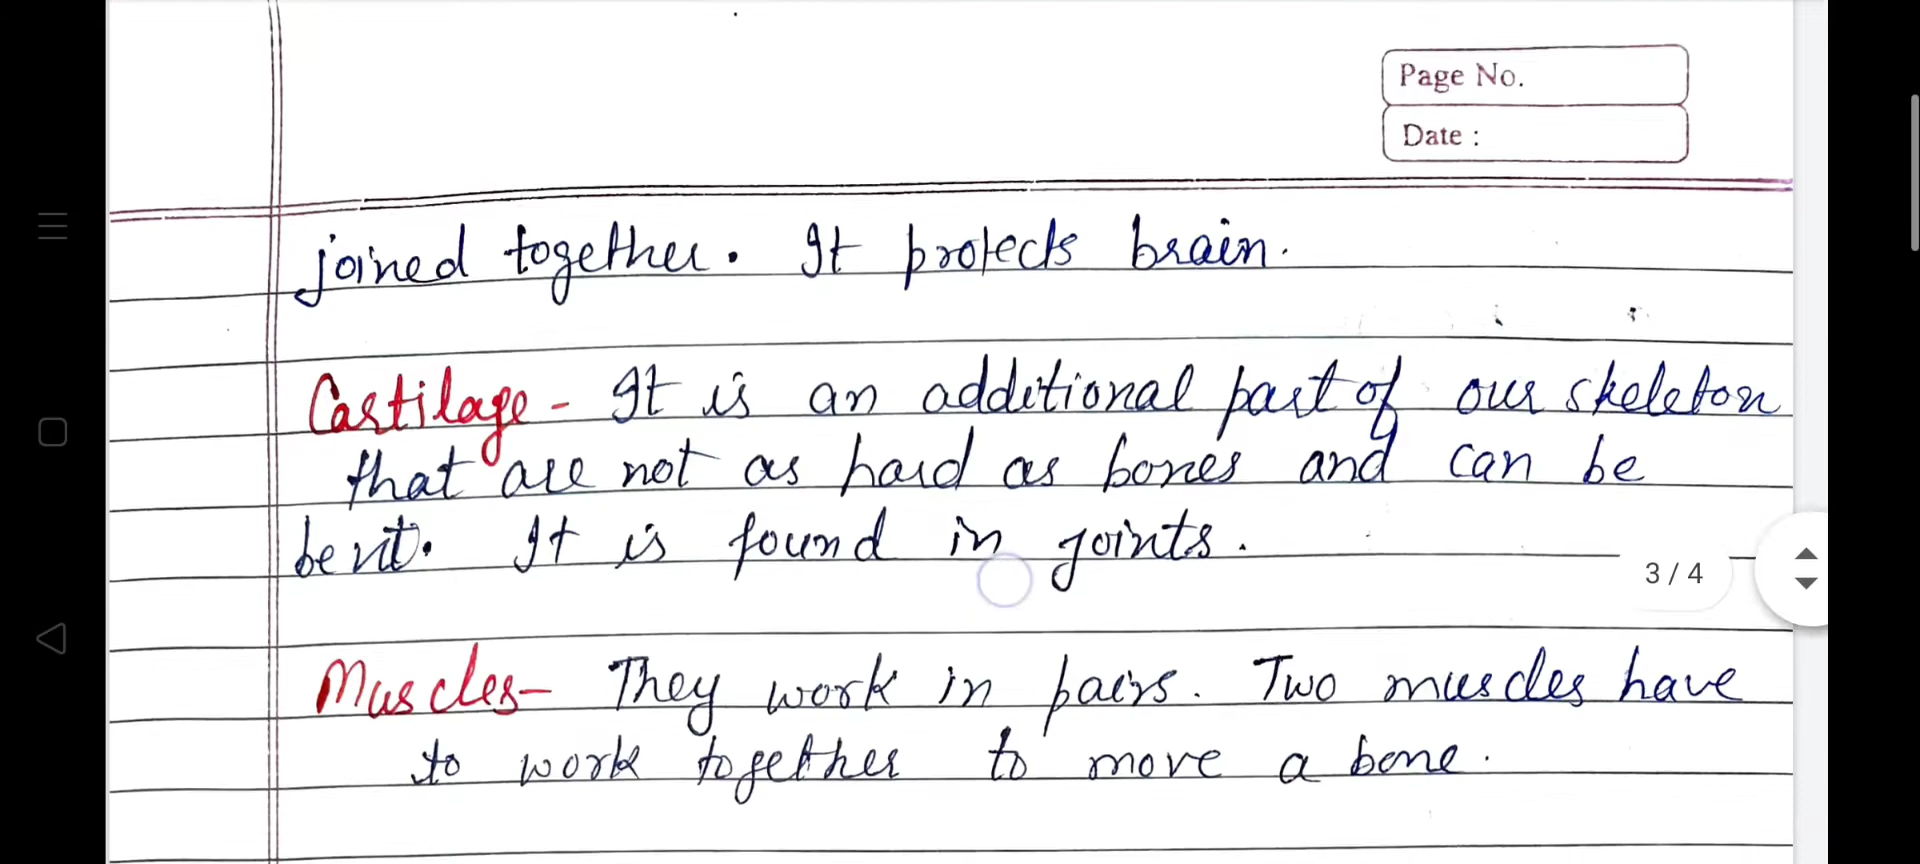 Page No.
Date :
joined together. It protects brain.
Cartilage - It is an additional part of our skeleton
that are not as hard as bones and can be
bent. It is found in joints.
3 / 4
Muscles - They work in pairs. Two muscles have
to work together to move a bone.